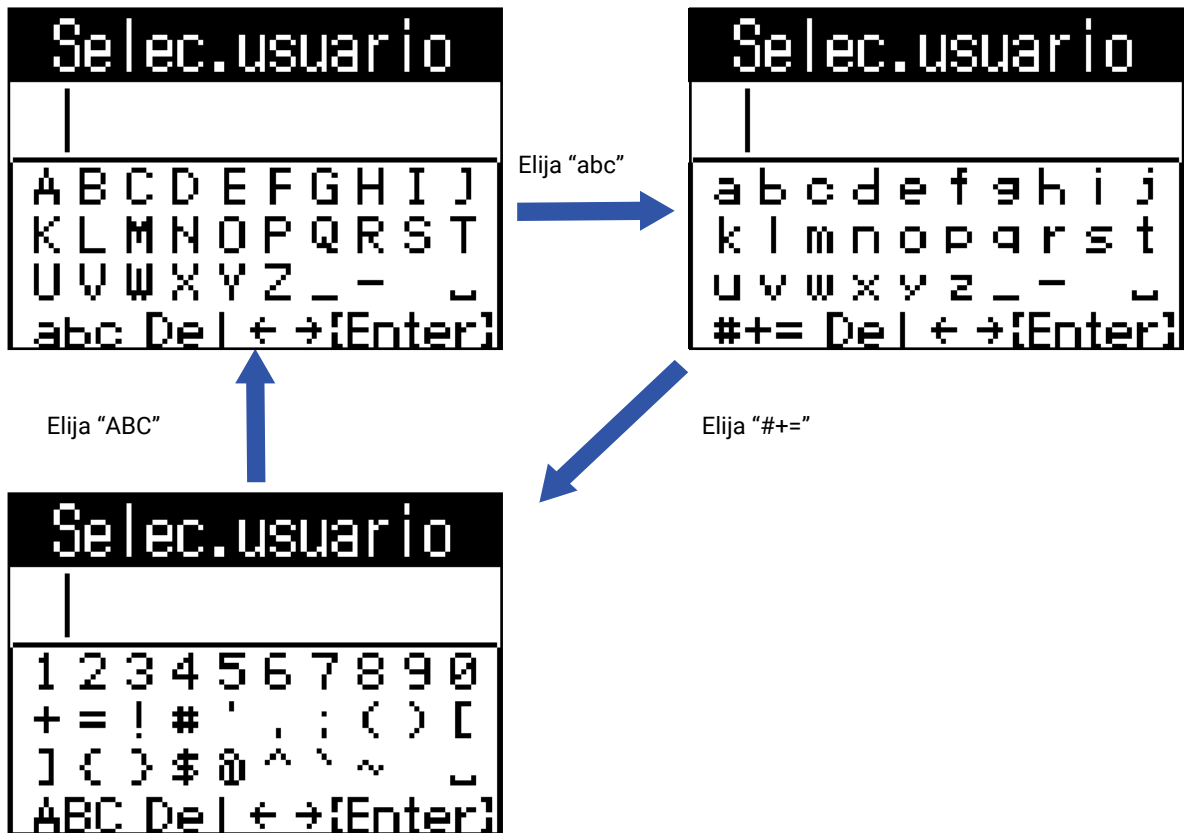 Selec.usuario
A B C D E F G H I J
K L M N O P Q R S T
U V W X Y Z _ - ␣
abc Del ← → [Enter]
Elija “abc”
Selec.usuario
a b c d e f g h i j
k l m n o p q r s t
u v w x y z _ - ␣
#+= Del ← → [Enter]
Elija “#+=”
Elija “ABC”
Selec.usuario
1 2 3 4 5 6 7 8 9 0
+ = ! # ' , ; ( ) [
] { } $ @ ^ ` ~ ␣
ABC Del ← → [Enter]